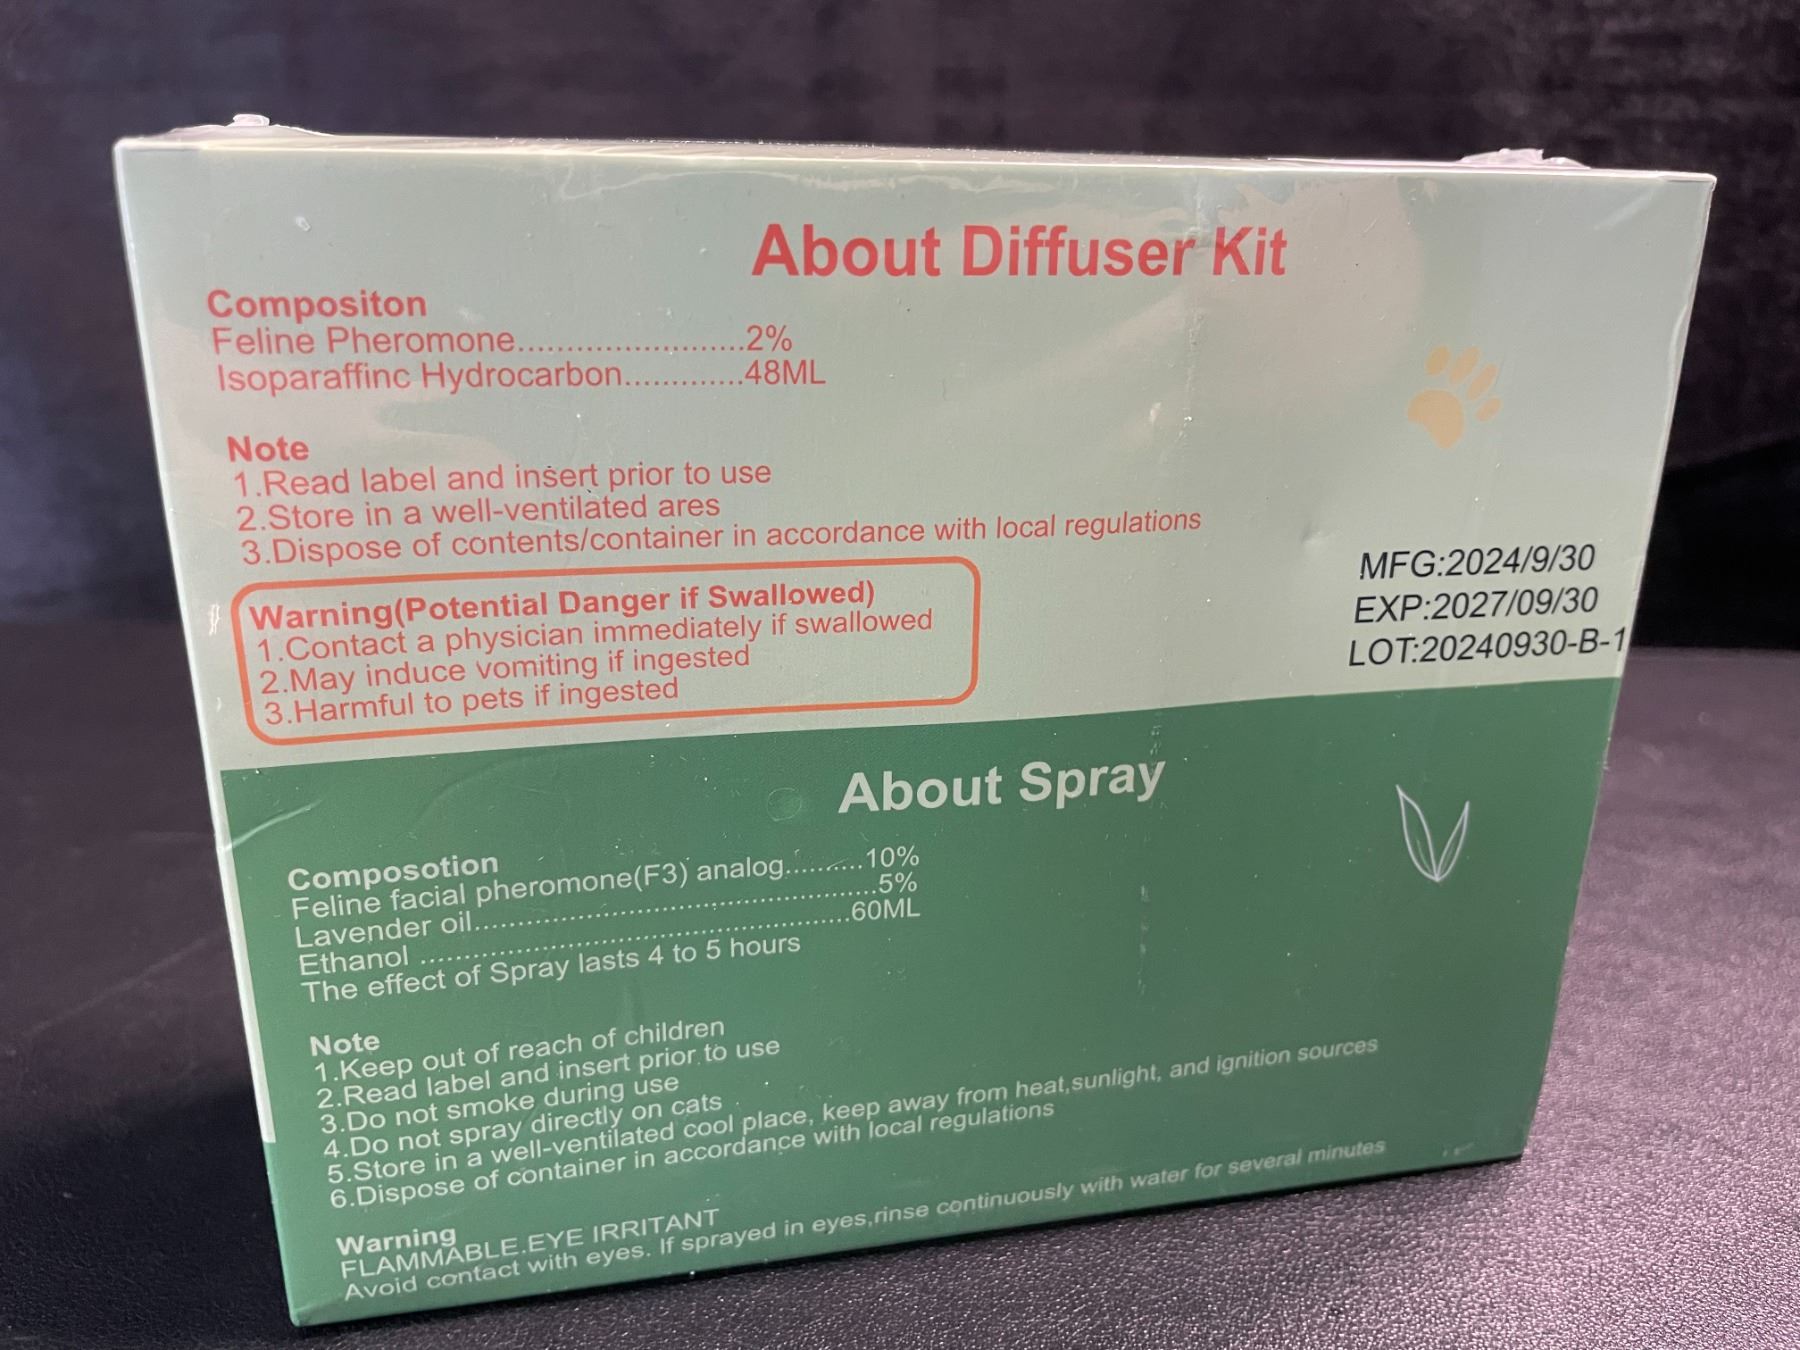 About Diffuser Kit
Compositon
Feline Pheromone..........................2%
Isoparaffinc Hydrocarbon.............48ML
Note
1.Read label and insert prior to use
2.Store in a well-ventilated ares
3.Dispose of contents/container in accordance with local regulations
Warning(Potential Danger if Swallowed)
1.Contact a physician immediately if swallowed
2.May induce vomiting if ingested
3.Harmful to pets if ingested
MFG:2024/9/30
EXP:2027/09/30
LOT:20240930-B-1
About Spray
Composotion
Feline facial pheromone(F3) analog..........10%
Lavender oil.................................................5%
Ethanol ....................................................60ML
The effect of Spray lasts 4 to 5 hours
Note
1.Keep out of reach of children
2.Read label and insert prior to use
3.Do not smoke during use
4.Do not spray directly on cats
5.Store in a well-ventilated cool place, keep away from heat,sunlight, and ignition sources
6.Dispose of container in accordance with local regulations
Warning
FLAMMABLE.EYE IRRITANT
Avoid contact with eyes. If sprayed in eyes,rinse continuously with water for several minutes